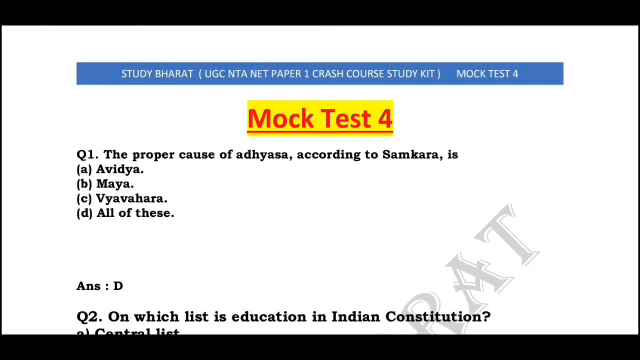 STUDY BHARAT ( UGC NTA NET PAPER 1 CRASH COURSE STUDY KIT ) MOCK TEST 4
Mock Test 4
Q1. The proper cause of adhyasa, according to Samkara, is
(a) Avidya.
(b) Maya.
(c) Vyavahara.
(d) All of these.
Ans : D
Q2. On which list is education in Indian Constitution?
a) Central list